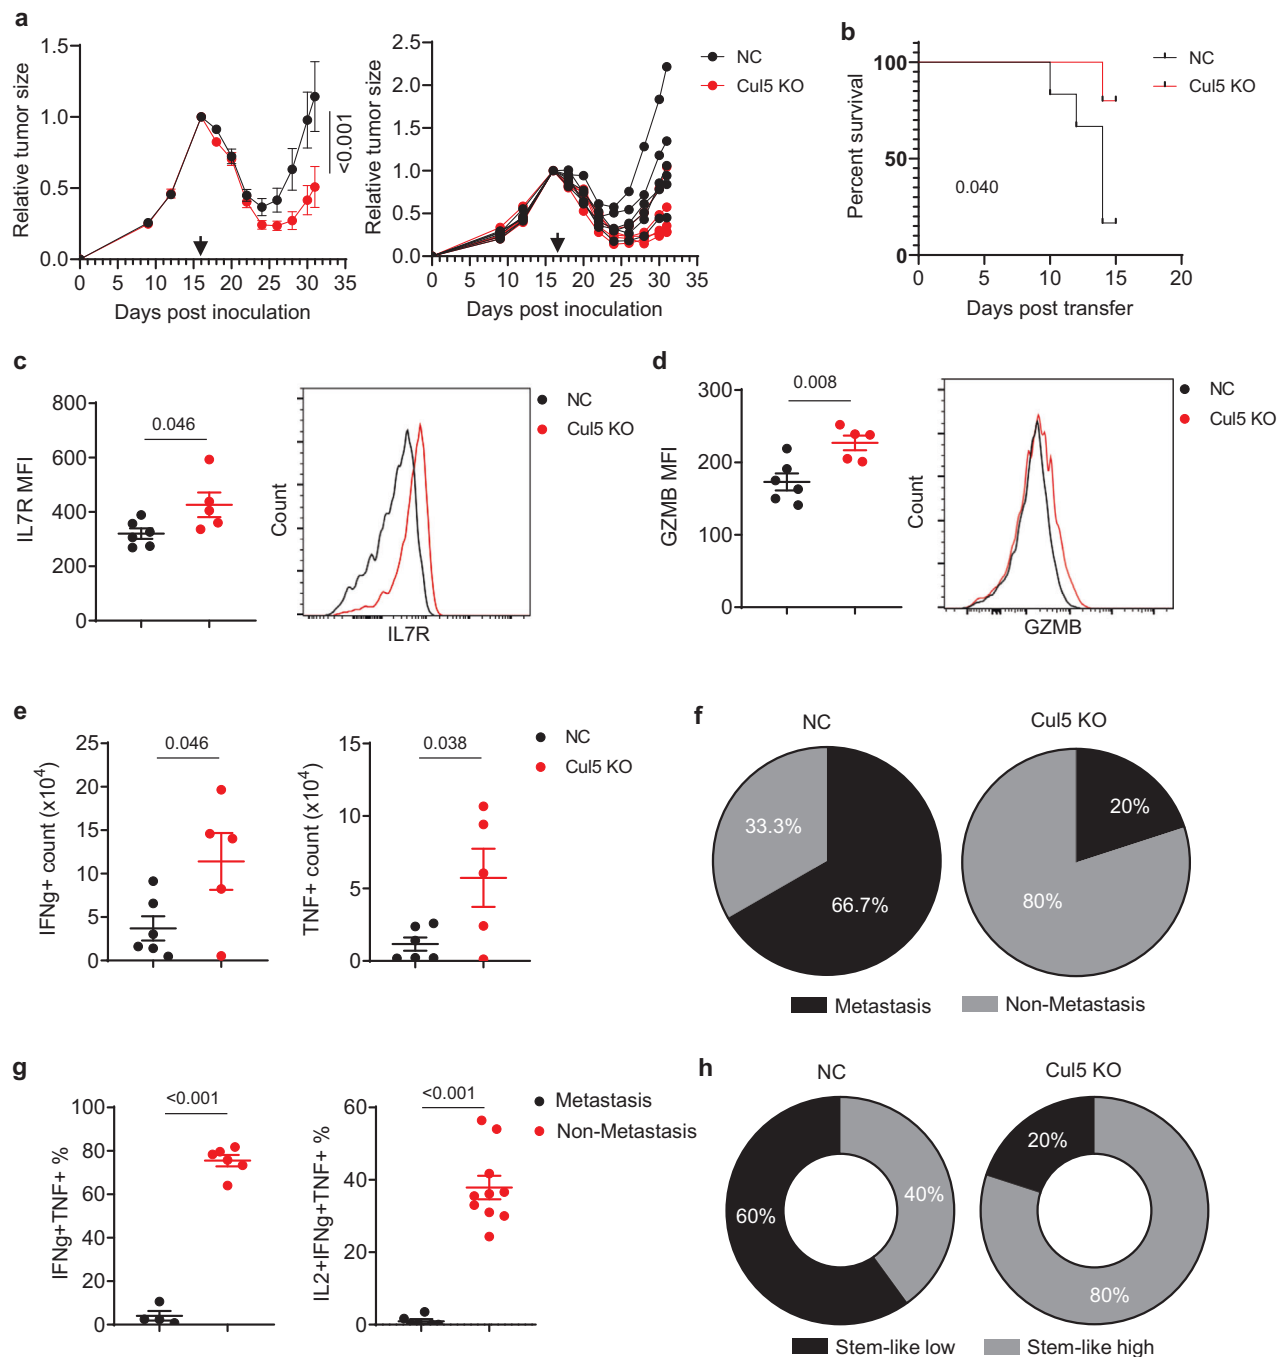 a
1.5
1.0
0.5
0.0
Relative tumor size
0 5 10 15 20 25 30 35
Days post inoculation
<0.001
2.5
2.0
1.5
1.0
0.5
0.0
Relative tumor size
0 5 10 15 20 25 30 35
Days post inoculation
NC
Cul5 KO
b
100
50
0
Percent survival
0.040
0 5 10 15 20
Days post transfer
NC
Cul5 KO
c
800
600
400
200
0
IL7R MFI
0.046
Count
IL7R
NC
Cul5 KO
d
300
200
100
0
GZMB MFI
0.008
Count
GZMB
NC
Cul5 KO
e
25
20
15
10
5
0
IFNg+ count (x10⁴)
0.046
15
10
5
0
TNF+ count (x10⁴)
0.038
NC
Cul5 KO
f
NC
33.3%
66.7%
Cul5 KO
20%
80%
Metastasis
Non-Metastasis
g
100
80
60
40
20
0
IFNg+TNF+ %
<0.001
60
40
20
0
IL2+IFNg+TNF+ %
<0.001
Metastasis
Non-Metastasis
h
NC
60%
40%
Cul5 KO
20%
80%
Stem-like low
Stem-like high